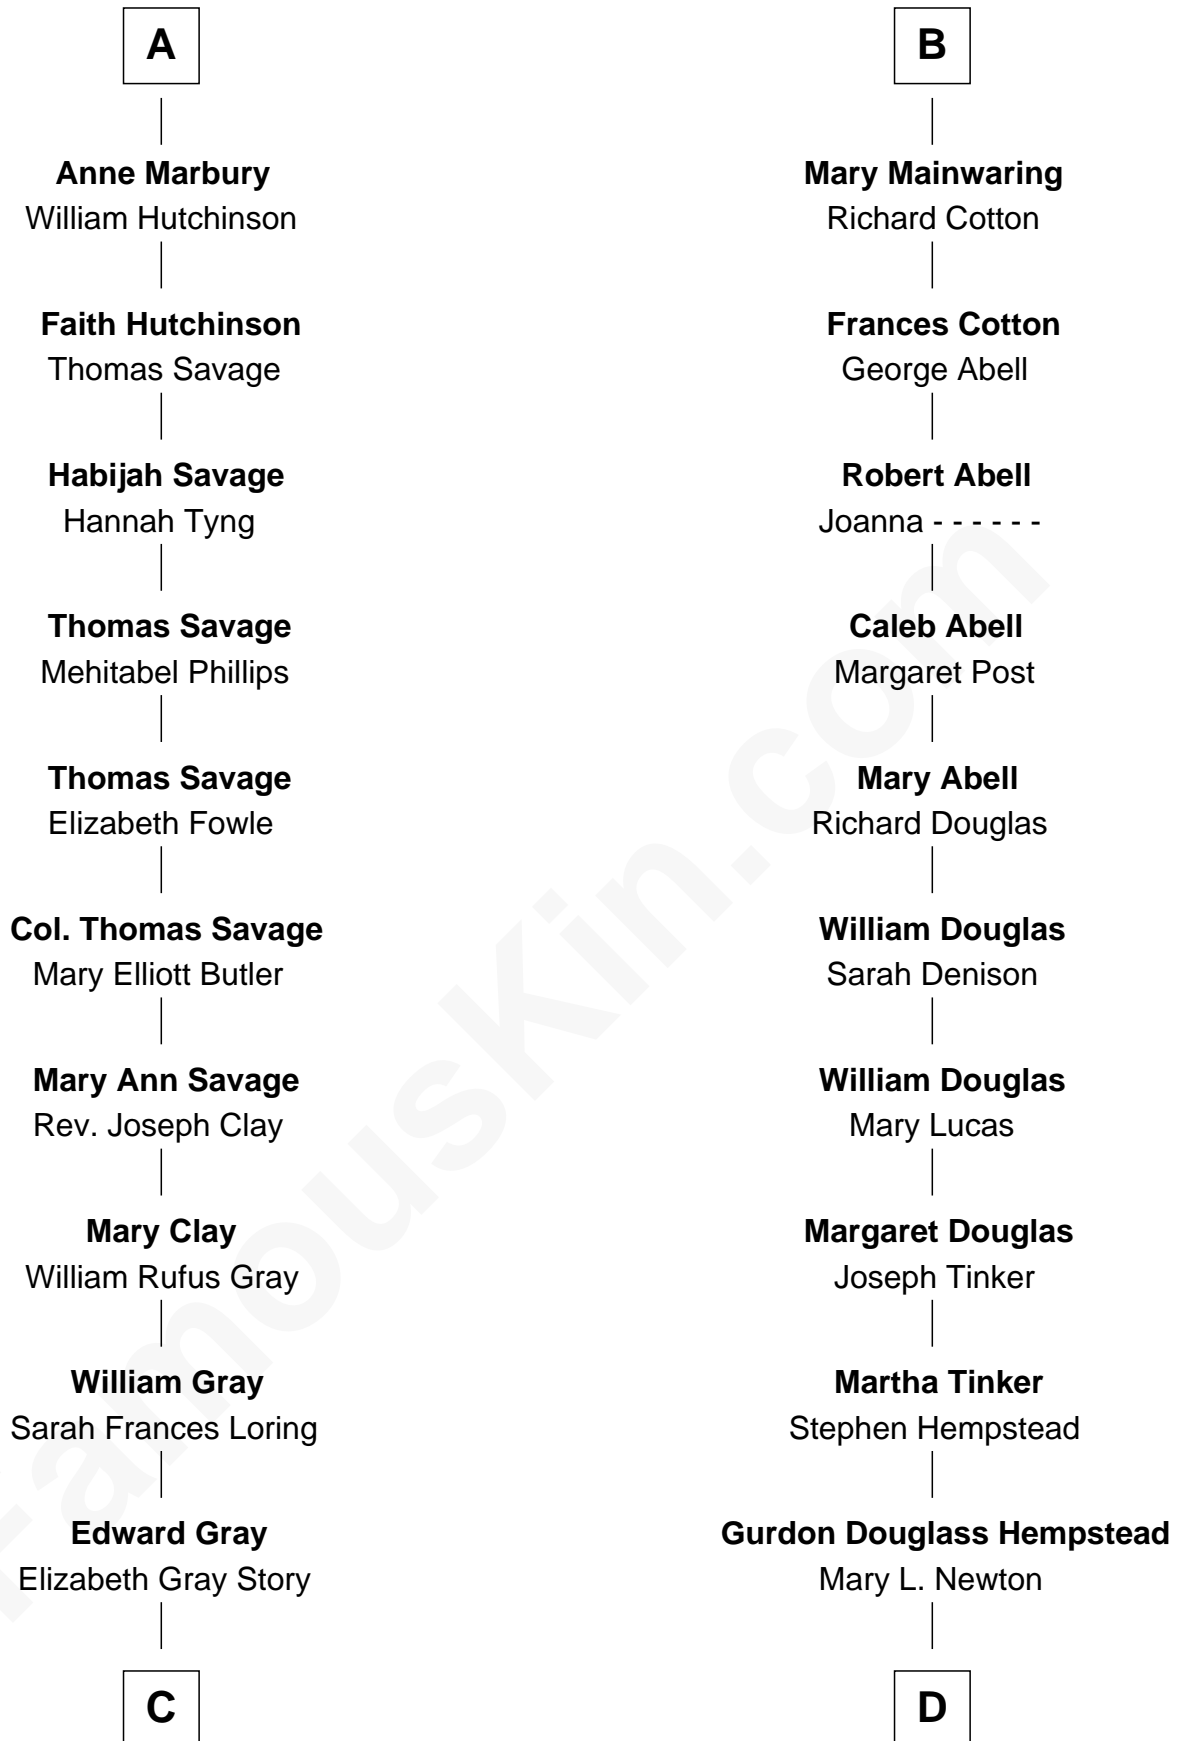 A
Anne Marbury
William Hutchinson
Faith Hutchinson
Thomas Savage
Habijah Savage
Hannah Tyng
Thomas Savage
Mehitabel Phillips
Thomas Savage
Elizabeth Fowle
Col. Thomas Savage
Mary Elliott Butler
Mary Ann Savage
Rev. Joseph Clay
Mary Clay
William Rufus Gray
William Gray
Sarah Frances Loring
Edward Gray
Elizabeth Gray Story
C
B
Mary Mainwaring
Richard Cotton
Frances Cotton
George Abell
Robert Abell
Joanna - - - - - -
Caleb Abell
Margaret Post
Mary Abell
Richard Douglas
William Douglas
Sarah Denison
William Douglas
Mary Lucas
Margaret Douglas
Joseph Tinker
Martha Tinker
Stephen Hempstead
Gurdon Douglass Hempstead
Mary L. Newton
D
FamousKin.com